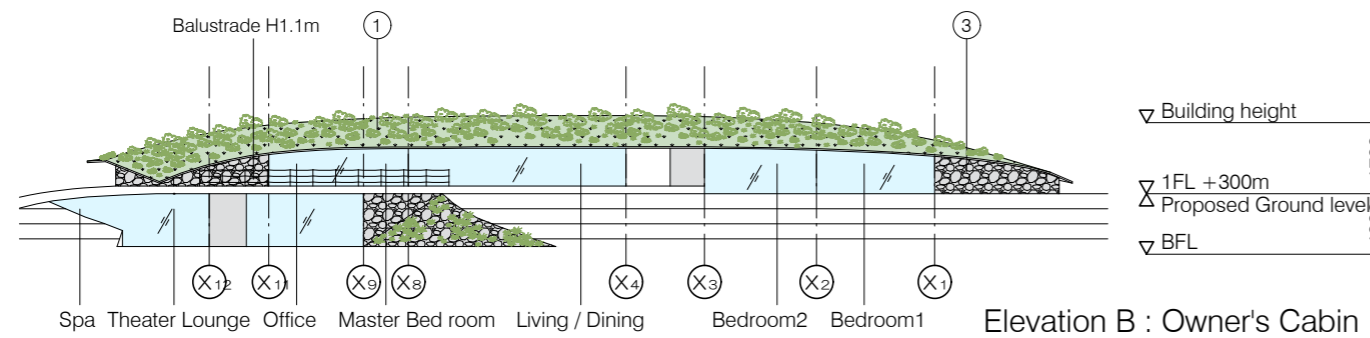 Balustrade H1.1m
1
3
Building height
1FL +300m
Proposed Ground level
BFL
X12
X11
X9
X8
X4
X3
X2
X1
Spa
Theater Lounge
Office
Master Bed room
Living / Dining
Bedroom2
Bedroom1
Elevation B : Owner's Cabin